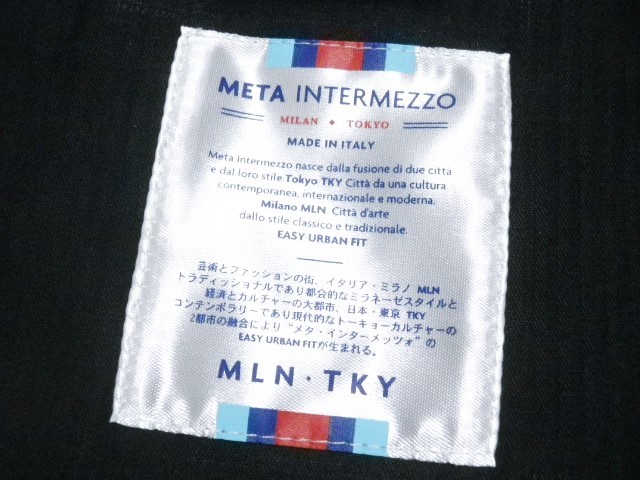 META INTERMEZZO
MILAN • TOKYO
MADE IN ITALY
Meta Intermezzo nasce dalla fusione di due citta
e dal loro stile.Tokyo TKY Città da una cultura
contemporanea, internazionale e moderna.
Milano MLN Città d'arte
dallo stile classico e tradizionale.
EASY URBAN FIT
芸術とファッションの街、イタリア・ミラノ MLN
トラディッショナルであり都会的なミラネーゼスタイルと
経済とカルチャーの大都市、日本・東京 TKY
コンテンポラリーであり現代的なトーキョーカルチャーの
2都市の融合により “メタ・インターメッツォ” の
EASY URBAN FITが生まれる。
MLN・TKY